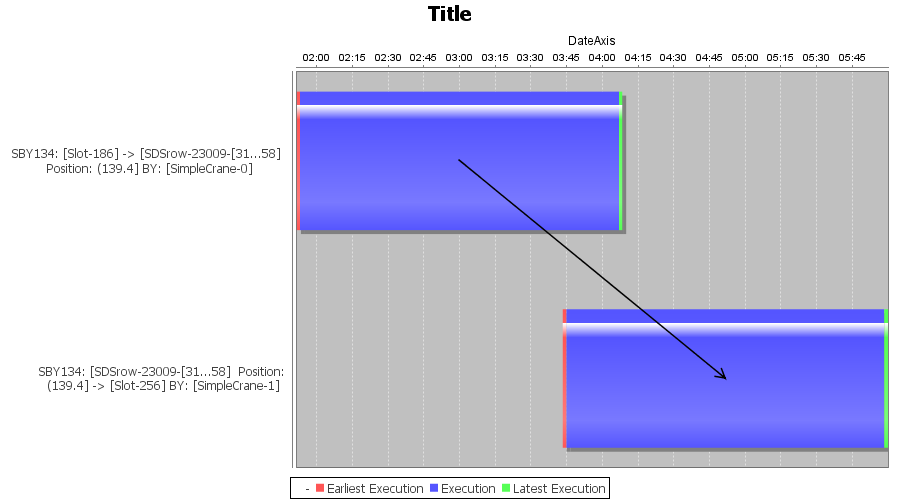 Title
DateAxis
02:00 02:15 02:30 02:45 03:00 03:15 03:30 03:45 04:00 04:15 04:30 04:45 05:00 05:15 05:30 05:45
SBY134: [Slot-186] -> [SDSrow-23009-[31...58]
Position: (139.4] BY: [SimpleCrane-0]
SBY134: [SDSrow-23009-[31...58] Position:
(139.4] -> [Slot-256] BY: [SimpleCrane-1]
- Earliest Execution Execution Latest Execution